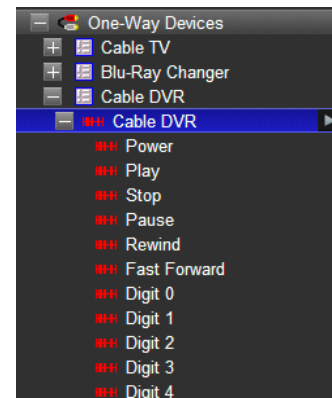 One-Way Devices
Cable TV
Blu-Ray Changer
Cable DVR
Cable DVR
Power
Play
Stop
Pause
Rewind
Fast Forward
Digit 0
Digit 1
Digit 2
Digit 3
Digit 4